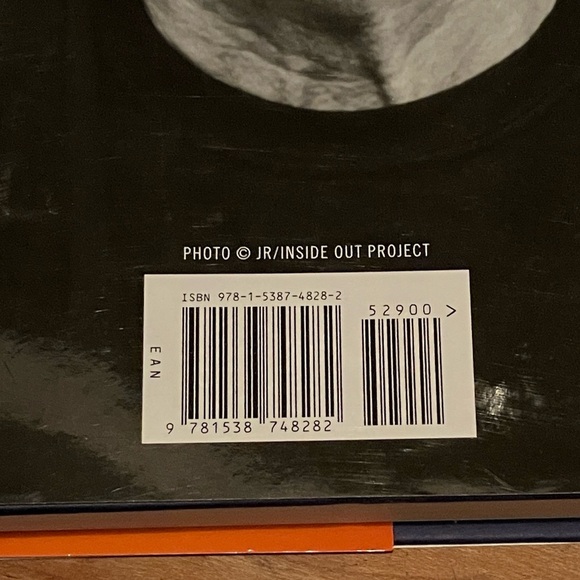 PHOTO © JR/INSIDE OUT PROJECT
ISBN 978-1-5387-4828-2
52900 >
EAN
9 781538 748282